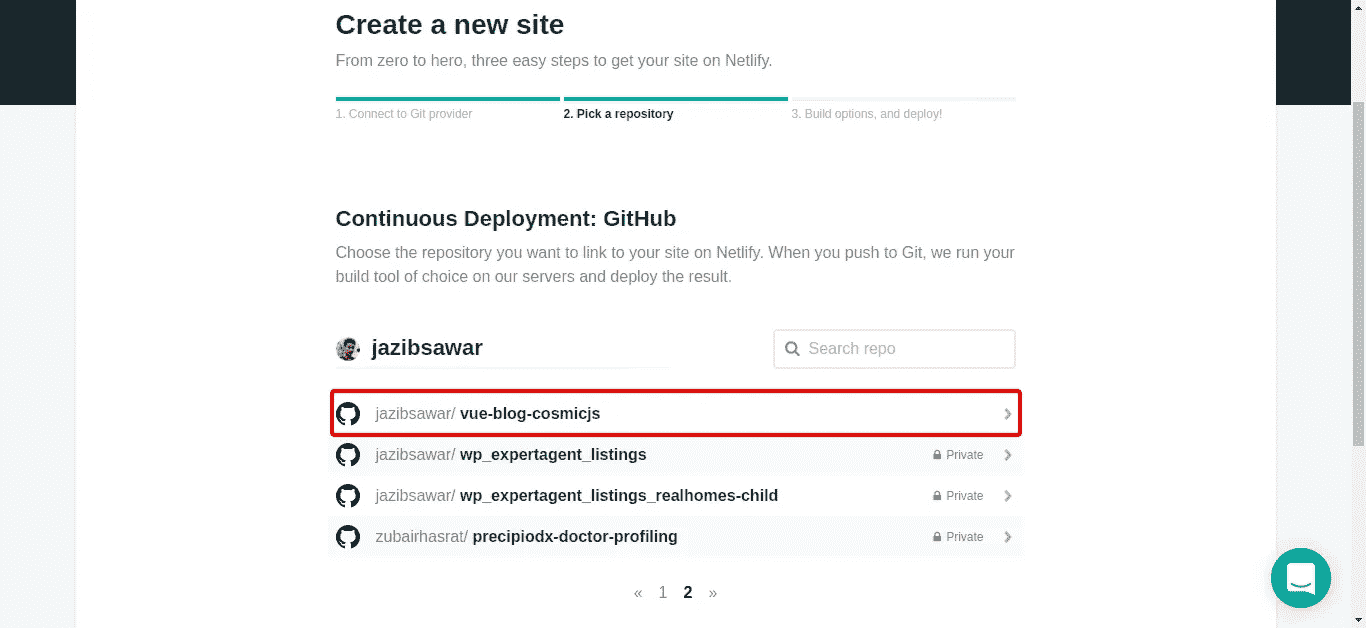 Create a new site
From zero to hero, three easy steps to get your site on Netlify.
1. Connect to Git provider
2. Pick a repository
3. Build options, and deploy!
Continuous Deployment: GitHub
Choose the repository you want to link to your site on Netlify. When you push to Git, we run your
build tool of choice on our servers and deploy the result.
jazibsawar
Search repo
jazibsawar/ vue-blog-cosmicjs
jazibsawar/ wp_expertagent_listings Private
jazibsawar/ wp_expertagent_listings_realhomes-child Private
zubairhasrat/ precipiodx-doctor-profiling Private
« 1 2 »